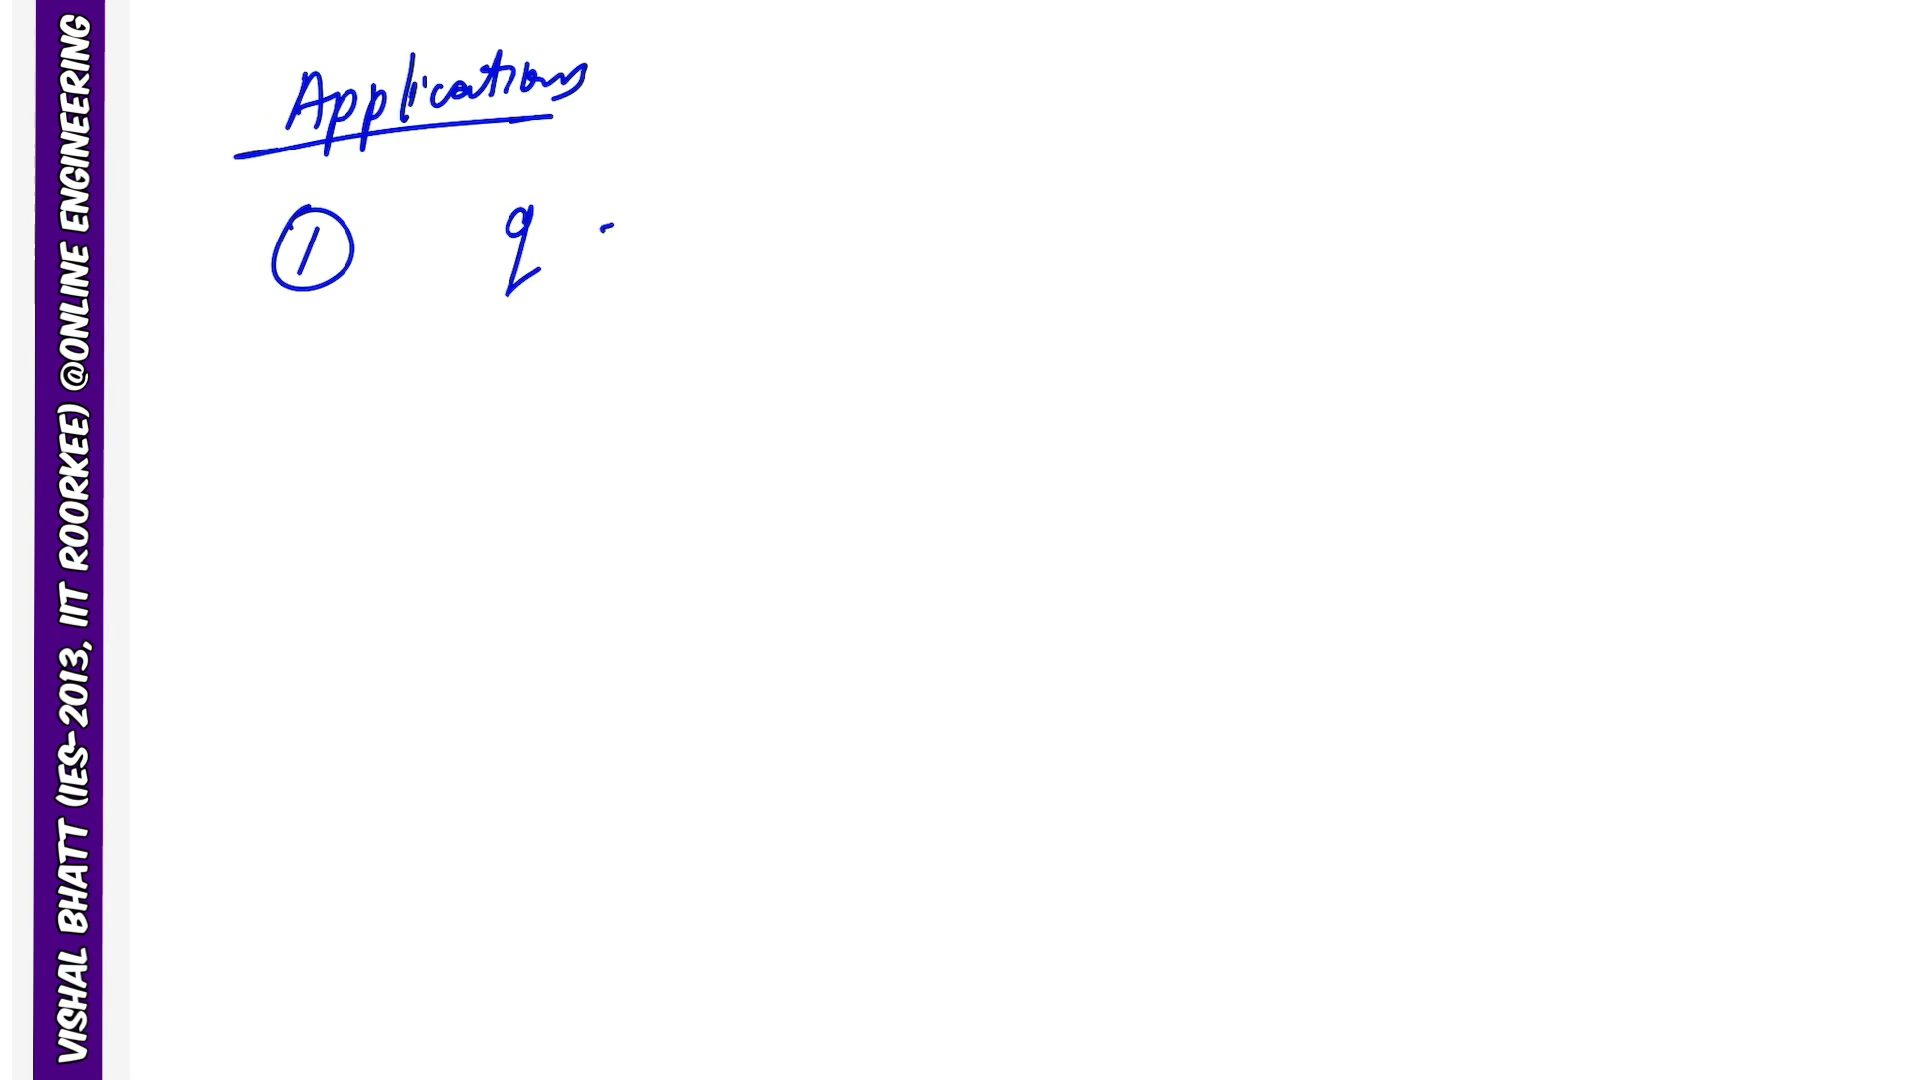 VISHAL BHATT (IES-2013, IIT ROORKEE) @ONLINE ENGINEERING
Applications
① q -